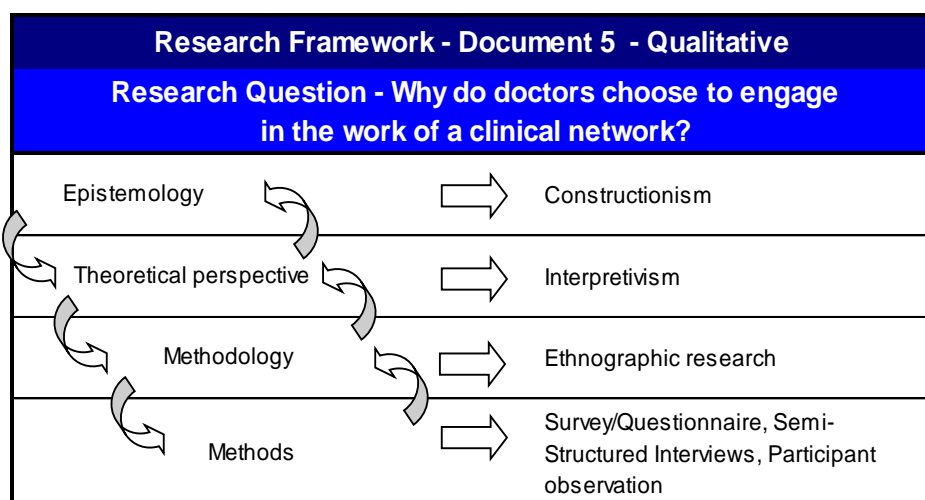 Research Framework - Document 5 - Qualitative
Research Question - Why do doctors choose to engage
in the work of a clinical network?
Epistemology
Constructionism
Theoretical perspective
Interpretivism
Methodology
Ethnographic research
Methods
Survey/Questionnaire, Semi-
Structured Interviews, Participant
observation